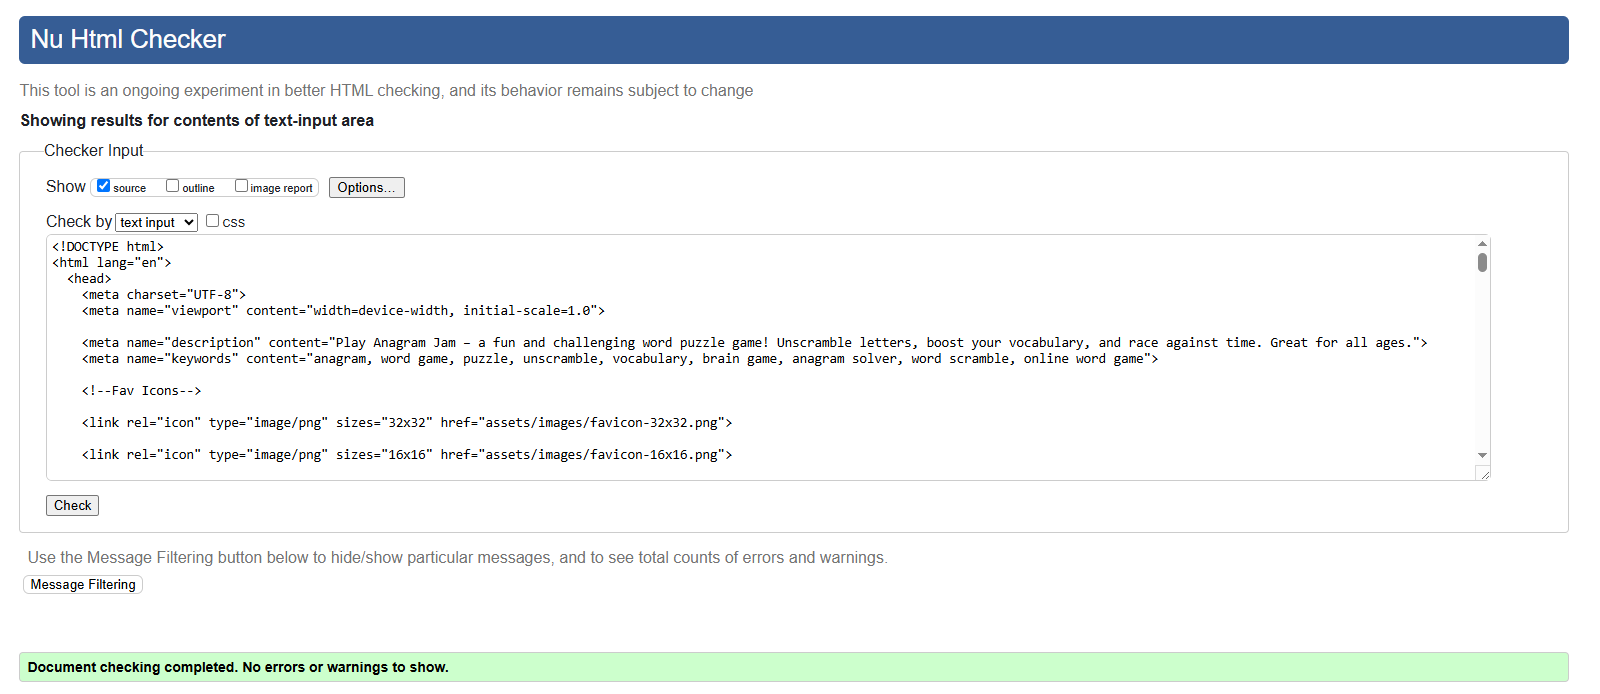 Nu Html Checker
This tool is an ongoing experiment in better HTML checking, and its behavior remains subject to change
Showing results for contents of text-input area
Checker Input
Show source outline image report Options...
Check by text input css
<!DOCTYPE html>
<html lang="en">
<head>
<meta charset="UTF-8">
<meta name="viewport" content="width=device-width, initial-scale=1.0">
<meta name="description" content="Play Anagram Jam – a fun and challenging word puzzle game! Unscramble letters, boost your vocabulary, and race against time. Great for all ages.">
<meta name="keywords" content="anagram, word game, puzzle, unscramble, vocabulary, brain game, anagram solver, word scramble, online word game">
<!--Fav Icons-->
<link rel="icon" type="image/png" sizes="32x32" href="assets/images/favicon-32x32.png">
<link rel="icon" type="image/png" sizes="16x16" href="assets/images/favicon-16x16.png">
Check
Use the Message Filtering button below to hide/show particular messages, and to see total counts of errors and warnings.
Message Filtering
Document checking completed. No errors or warnings to show.